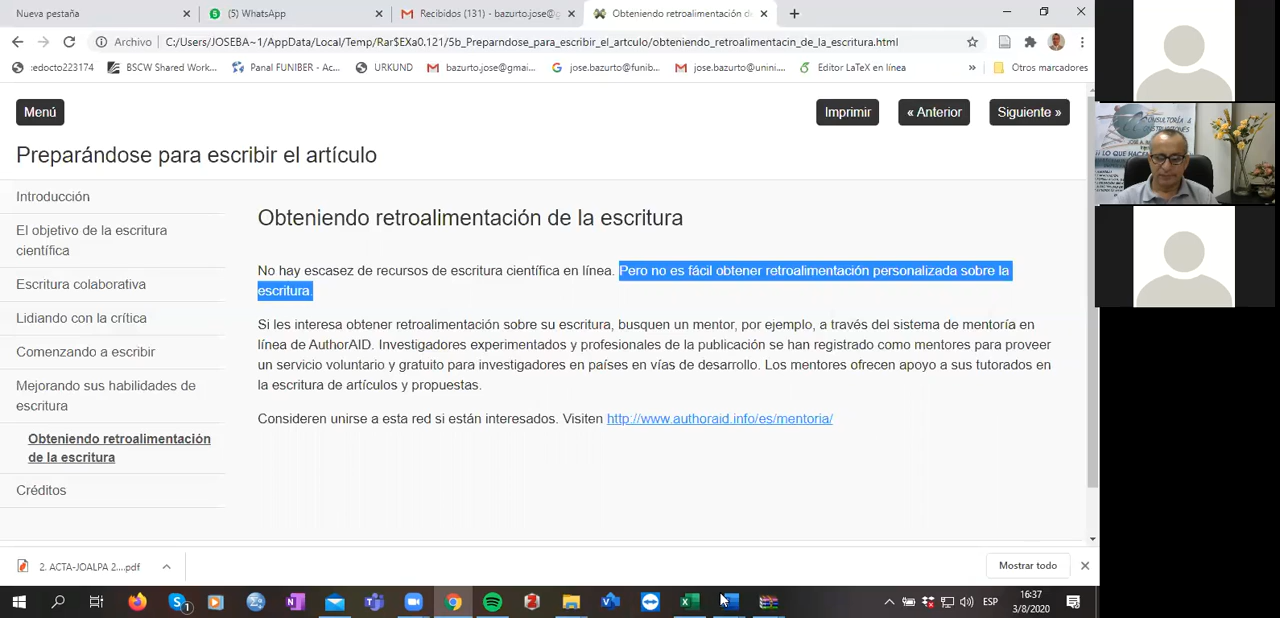 Nueva pestaña
(5) WhatsApp
Recibidos (131) - bazurto.jose@g
Obteniendo retroalimentación de
Archivo
C:/Users/JOSEBA~1/AppData/Local/Temp/Rar$EXa0.121/5b_Preparndose_para_escribir_el_artculo/obteniendo_retroalimentacin_de_la_escritura.html
:edocto223174
BSCW Shared Work...
Panal FUNIBER - Ac...
URKUND
bazurto.jose@gmai...
jose.bazurto@funib...
jose.bazurto@unini....
Editor LaTeX en línea
»
Otros marcadores
Menú
Imprimir
« Anterior
Siguiente »
Preparándose para escribir el artículo
Introducción
El objetivo de la escritura
científica
Escritura colaborativa
Lidiando con la crítica
Comenzando a escribir
Mejorando sus habilidades de
escritura
Obteniendo retroalimentación
de la escritura
Créditos
Obteniendo retroalimentación de la escritura
No hay escasez de recursos de escritura científica en línea. Pero no es fácil obtener retroalimentación personalizada sobre la
escritura.
Si les interesa obtener retroalimentación sobre su escritura, busquen un mentor, por ejemplo, a través del sistema de mentoría en
línea de AuthorAID. Investigadores experimentados y profesionales de la publicación se han registrado como mentores para proveer
un servicio voluntario y gratuito para investigadores en países en vías de desarrollo. Los mentores ofrecen apoyo a sus tutorados en
la escritura de artículos y propuestas.
Consideren unirse a esta red si están interesados. Visiten http://www.authoraid.info/es/mentoria/
CONSULTORÍA &
CONSTRUCCIONES
LO QUE HACEM
2. ACTA-JOALPA 2....pdf
Mostrar todo
ESP
16:37
3/8/2020